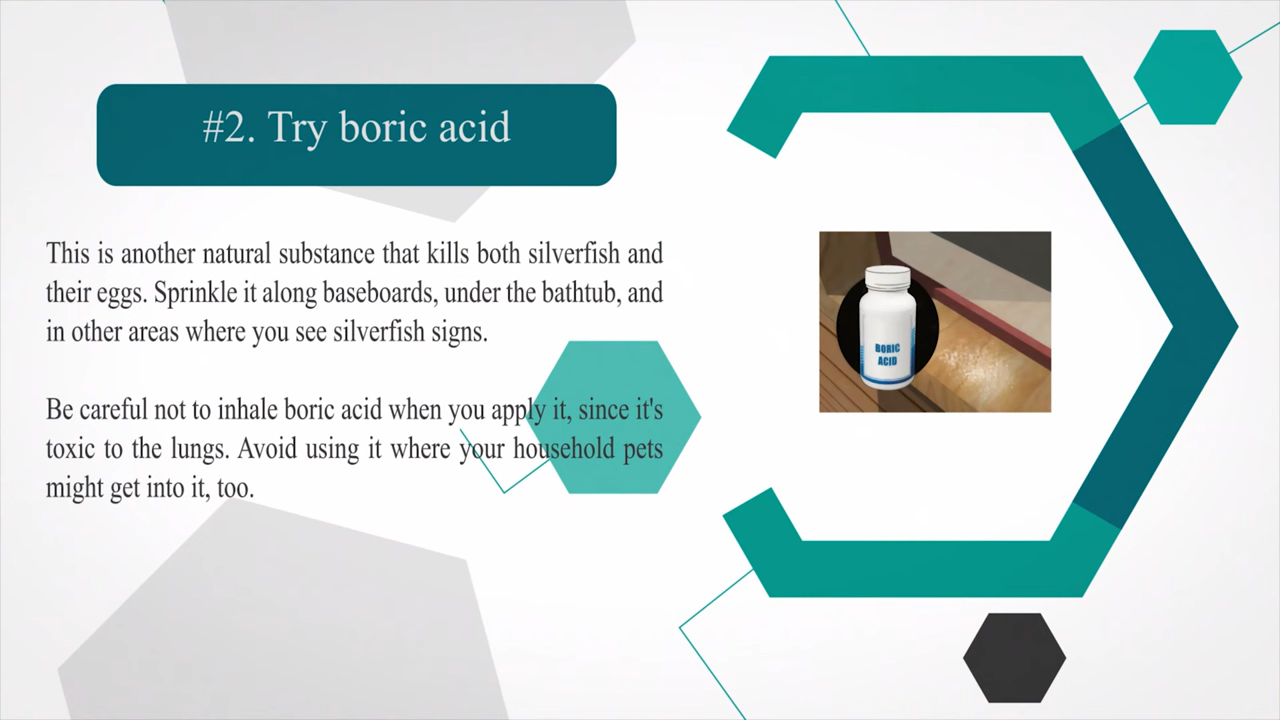 #2. Try boric acid
This is another natural substance that kills both silverfish and
their eggs. Sprinkle it along baseboards, under the bathtub, and
in other areas where you see silverfish signs.
Be careful not to inhale boric acid when you apply it, since it's
toxic to the lungs. Avoid using it where your household pets
might get into it, too.
BORIC
ACID